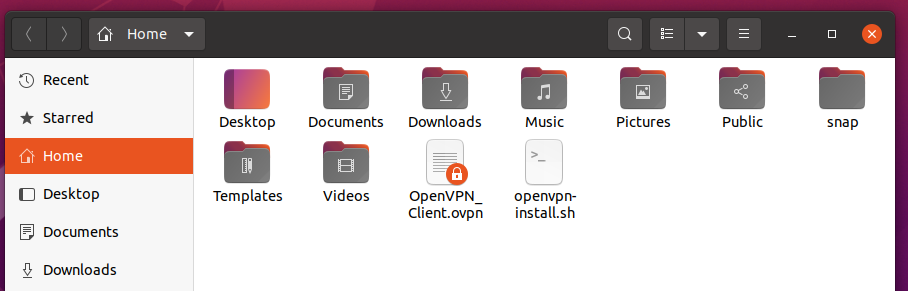 Home
Recent
Starred
Home
Desktop
Documents
Downloads
Desktop
Documents
Downloads
Music
Pictures
Public
snap
Templates
Videos
OpenVPN_
Client.ovpn
openvpn-
install.sh
>_